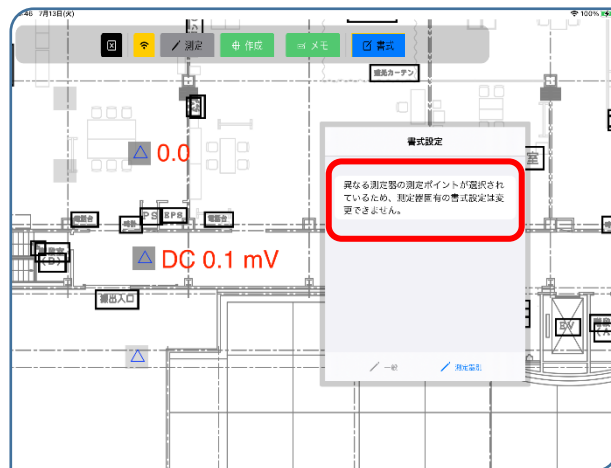 7月13日(火)
100%
測定
作成
メモ
書式
遮光カーテン
書式設定
室
0.0
異なる測定器の測定ポイントが選択され
ているため、測定器固有の書式設定は変
更できません。
PS
EPS
DC 0.1 mV
搬出入口
EV
一般
測定器別